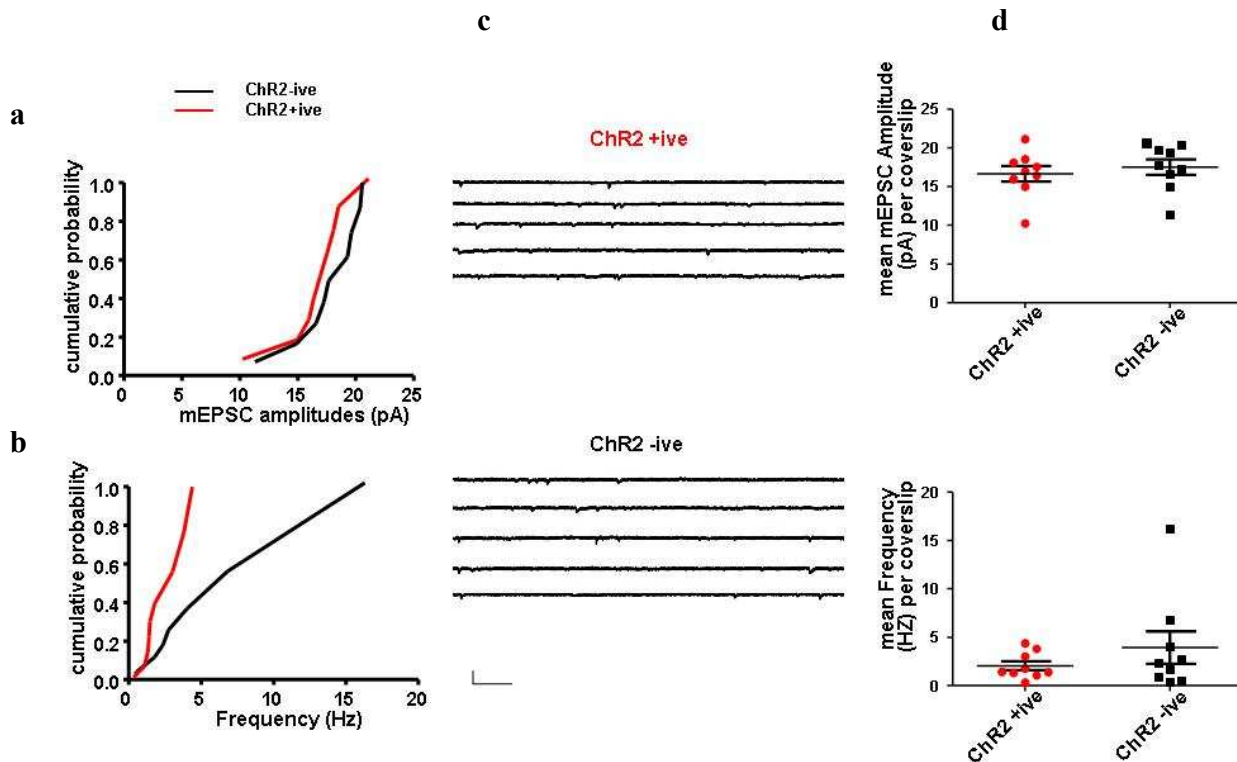 a
ChR2-ive
ChR2+ive
cumulative probability
1.0
0.8
0.6
0.4
0.2
0.0
0 5 10 15 20 25
mEPSC amplitudes (pA)
b
cumulative probability
1.0
0.8
0.6
0.4
0.2
0.0
0 5 10 15 20
Frequency (Hz)
c
ChR2 +ive
ChR2 -ive
d
mean mEPSC Amplitude
(pA) per coverslip
25
20
15
10
5
0
ChR2 +ive
ChR2 -ive
mean Frequency
(HZ) per coverslip
20
15
10
5
0
ChR2 +ive
ChR2 -ive